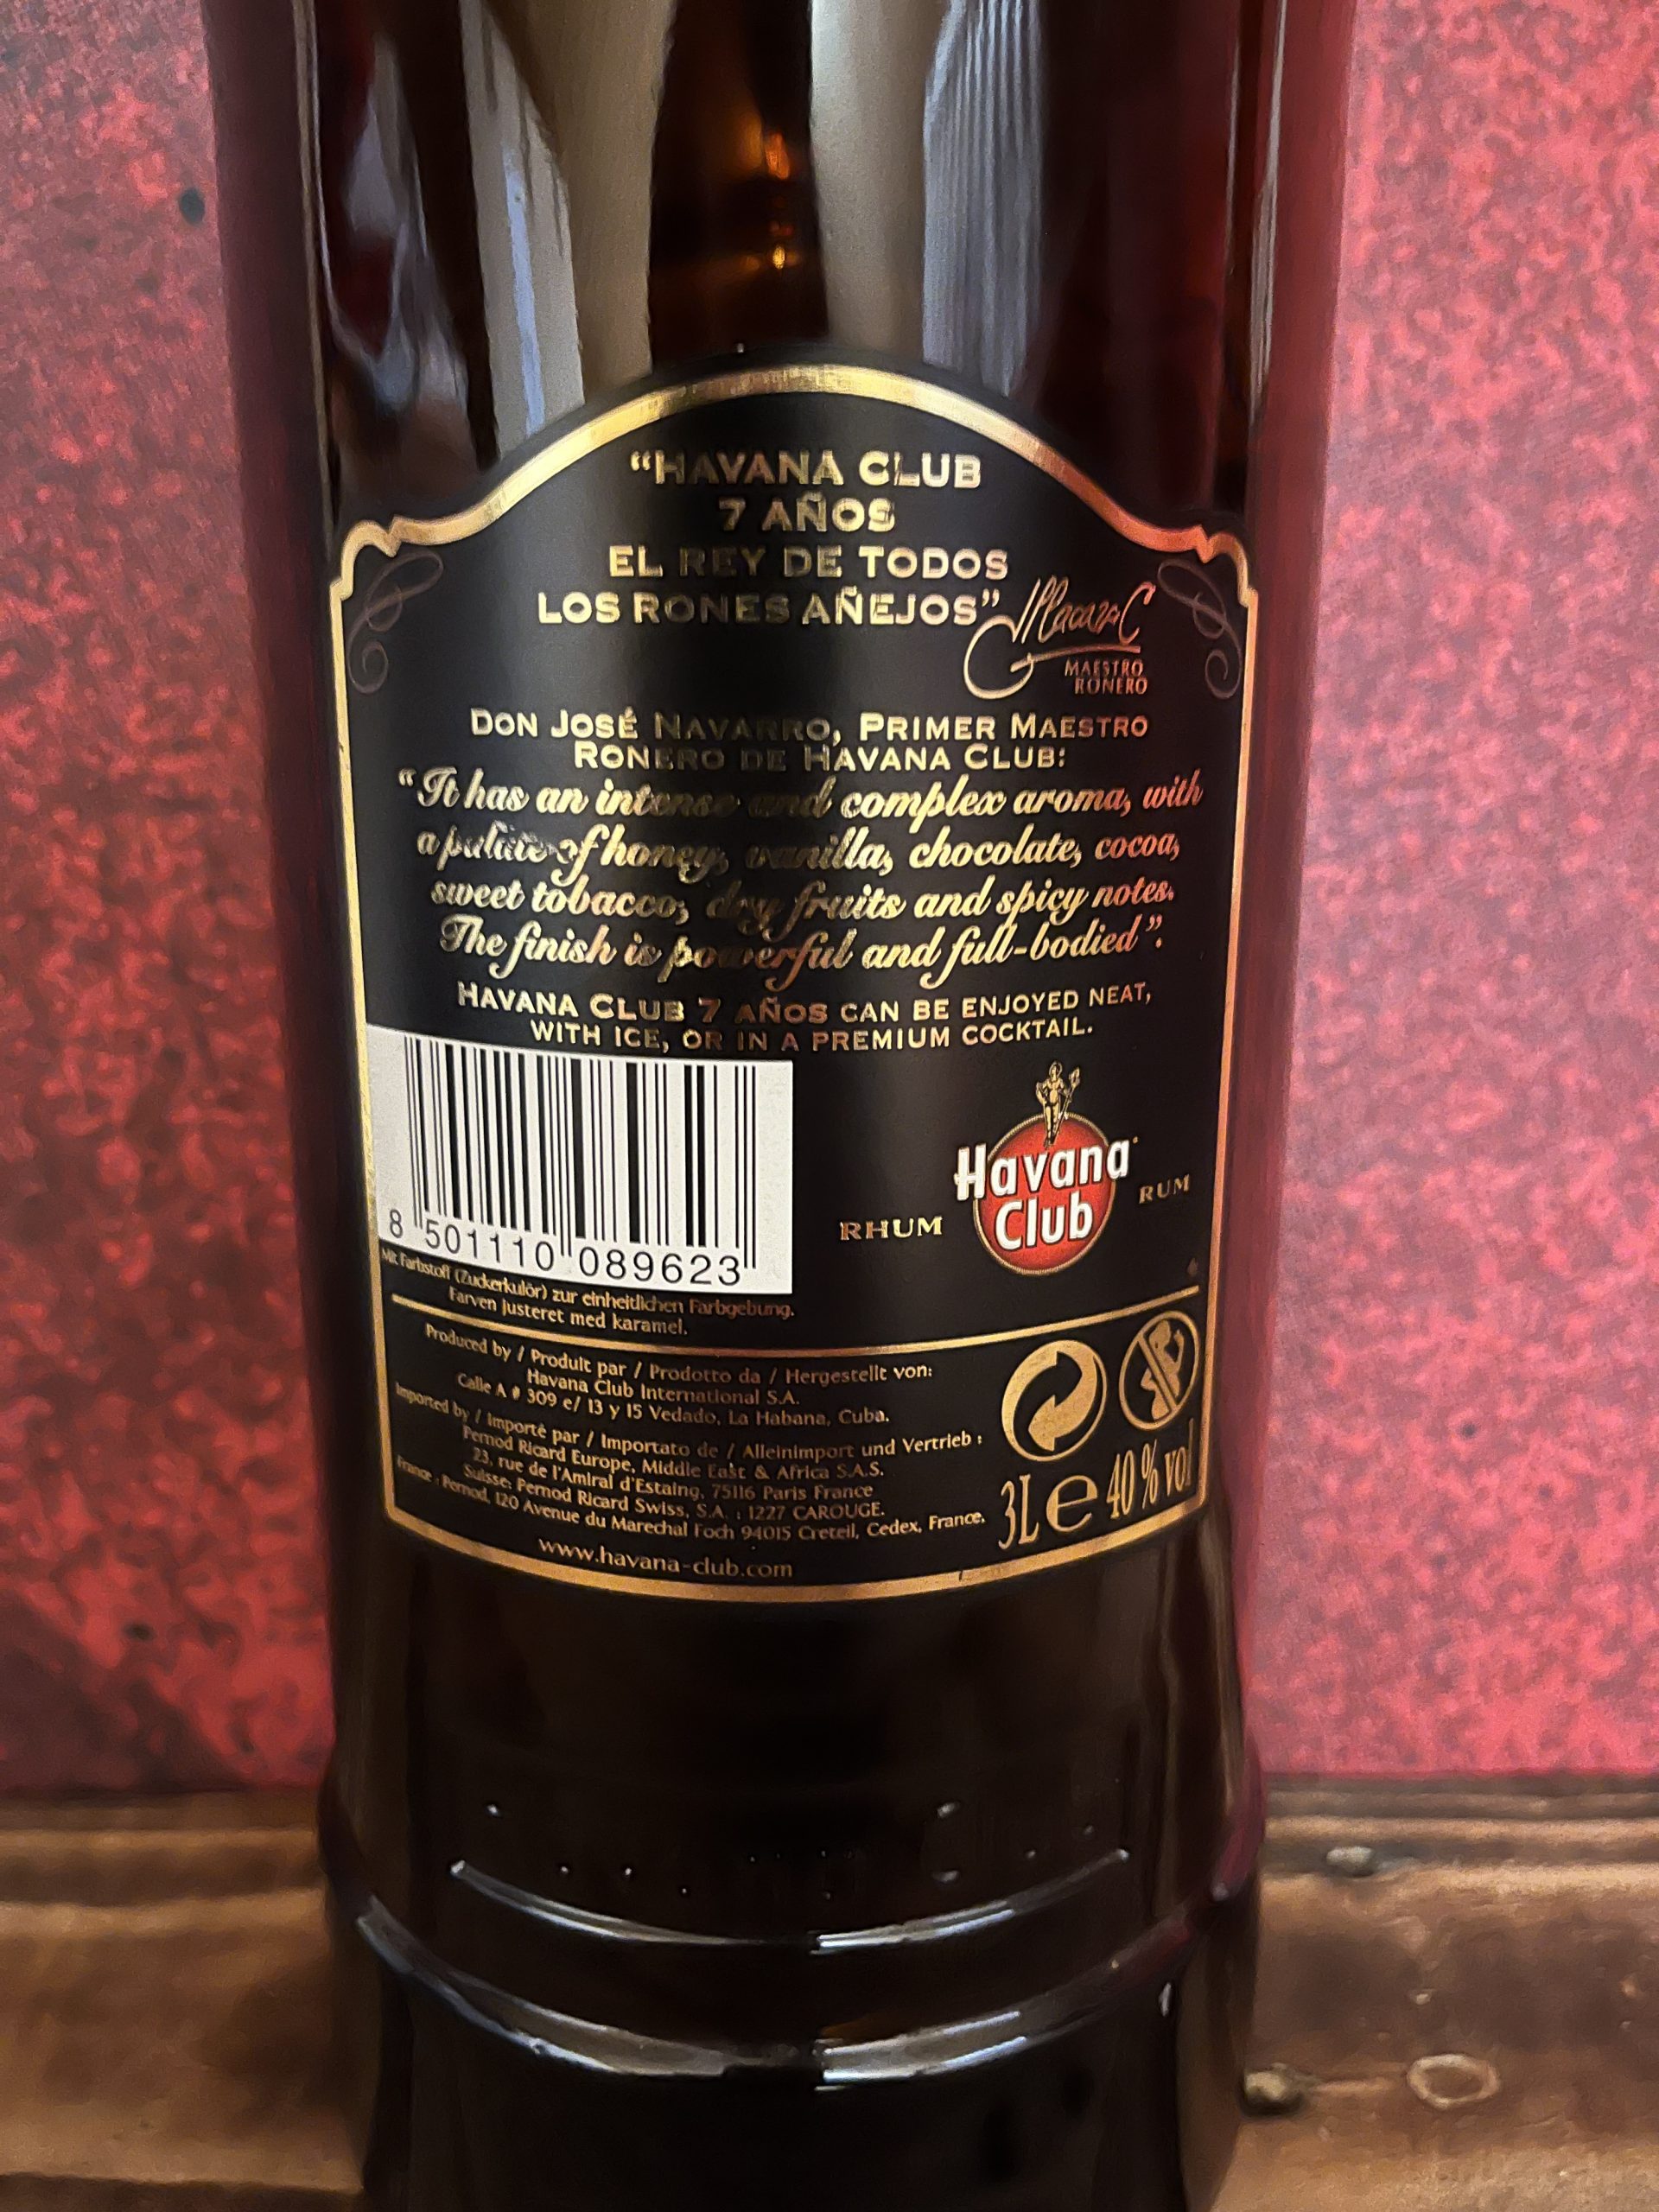 “HAVANA CLUB
7 AÑOS
EL REY DE TODOS
LOS RONES AÑEJOS”
MAESTRO
RONERO
DON JOSÉ NAVARRO, PRIMER MAESTRO
RONERO DE HAVANA CLUB:
“It has an intense and complex aroma, with
a palate of honey, vanilla, chocolate, cocoa,
sweet tobacco, dry fruits and spicy notes.
The finish is powerful and full-bodied”.
HAVANA CLUB 7 AÑOS CAN BE ENJOYED NEAT,
WITH ICE, OR IN A PREMIUM COCKTAIL.
8 501110 089623
RHUM
Havana
Club
RUM
Mit Farbstoff (Zuckerkulör) zur einheitlichen Farbgebung.
Farven Justeret med karamel.
Produced by / Produit par / Prodotto da / Hergestellt von:
Havana Club International S.A.
Calle A # 309 e/ 13 y 15 Vedado, La Habana, Cuba.
Imported by / Importé par / Importato de / Alleinimport und Vertrieb :
Pernod Ricard Europe, Middle East & Africa S.A.S.
23, rue de l'Amiral d'Estaing, 75116 Paris France
Suisse: Pernod Ricard Swiss, S.A. : 1227 CAROUGE.
France : Pernod, 120 Avenue du Marechal Foch 94015 Creteil, Cedex, France.
www.havana-club.com
3L e 40 % vol